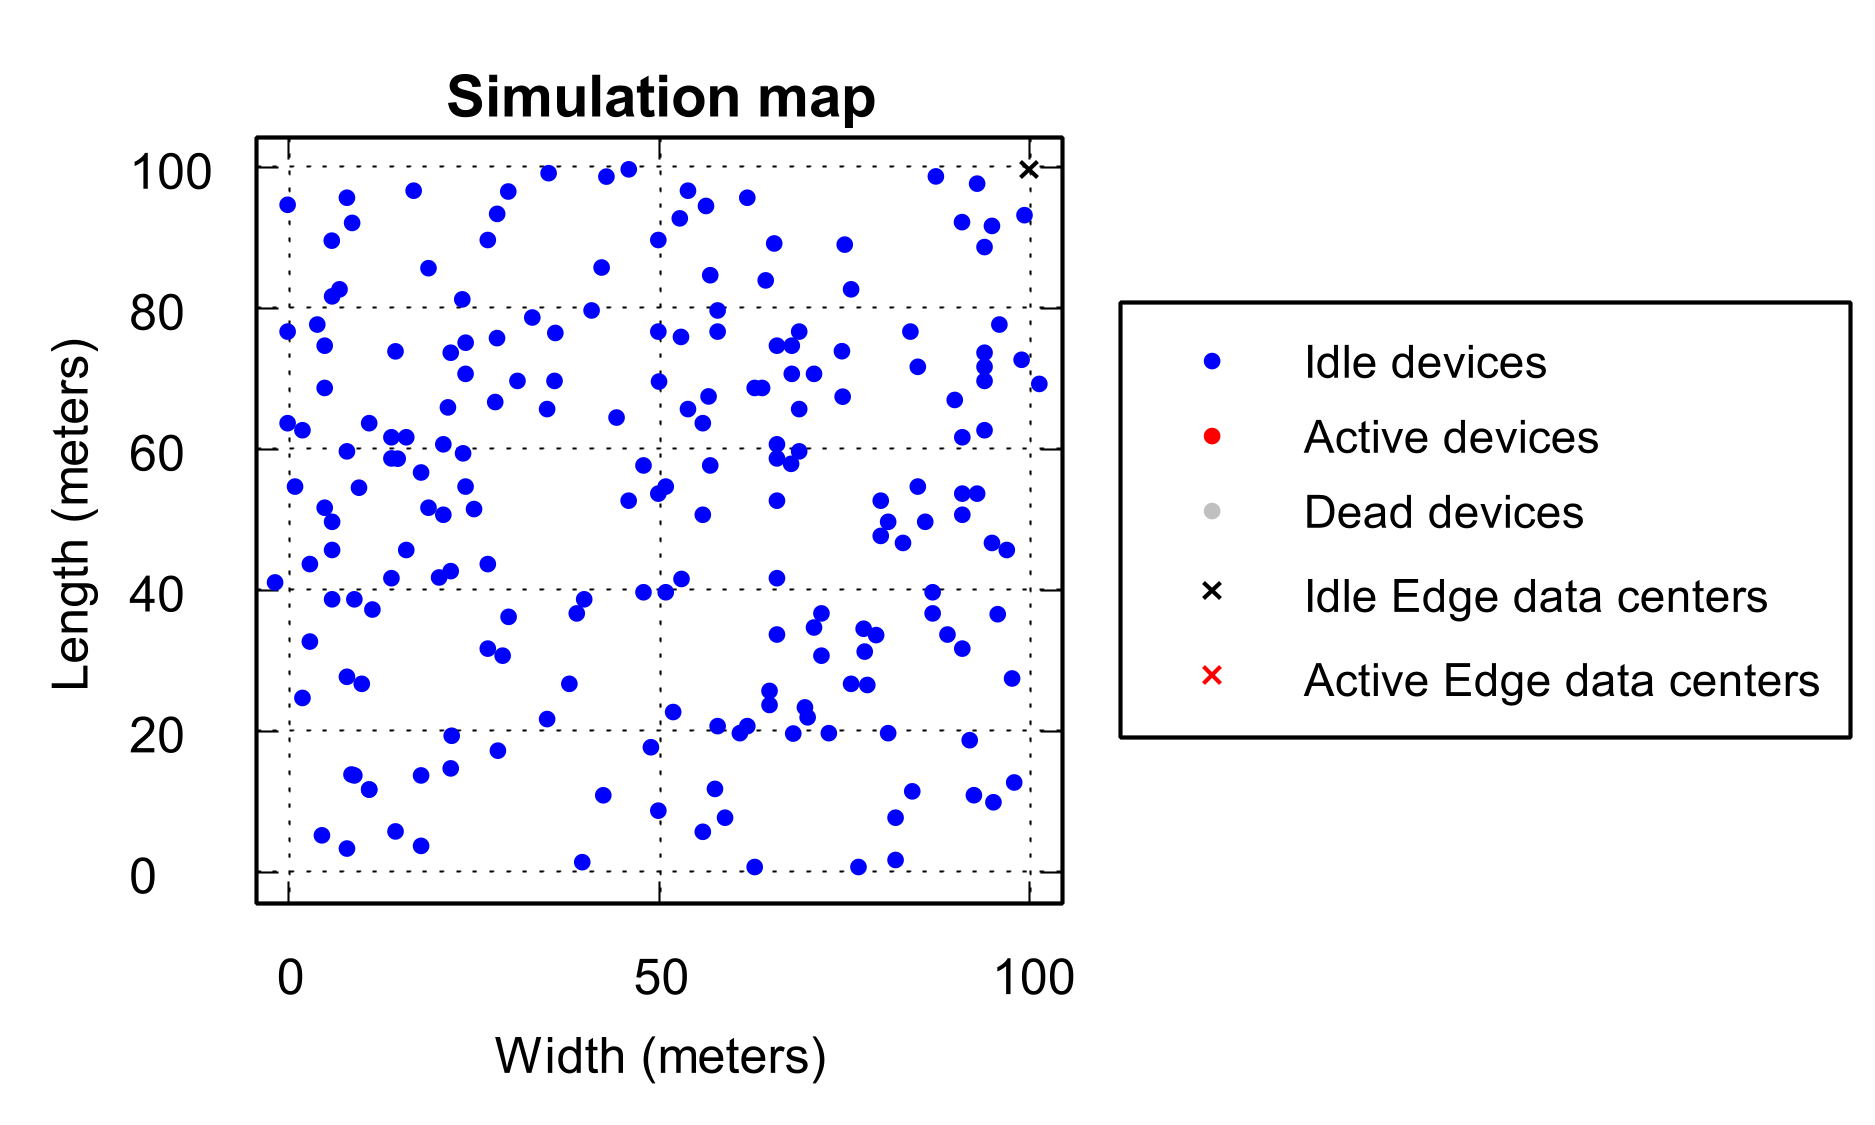 Simulation map
100
80
60
40
20
0
Length (meters)
0 50 100
Width (meters)
Idle devices
Active devices
Dead devices
Idle Edge data centers
Active Edge data centers